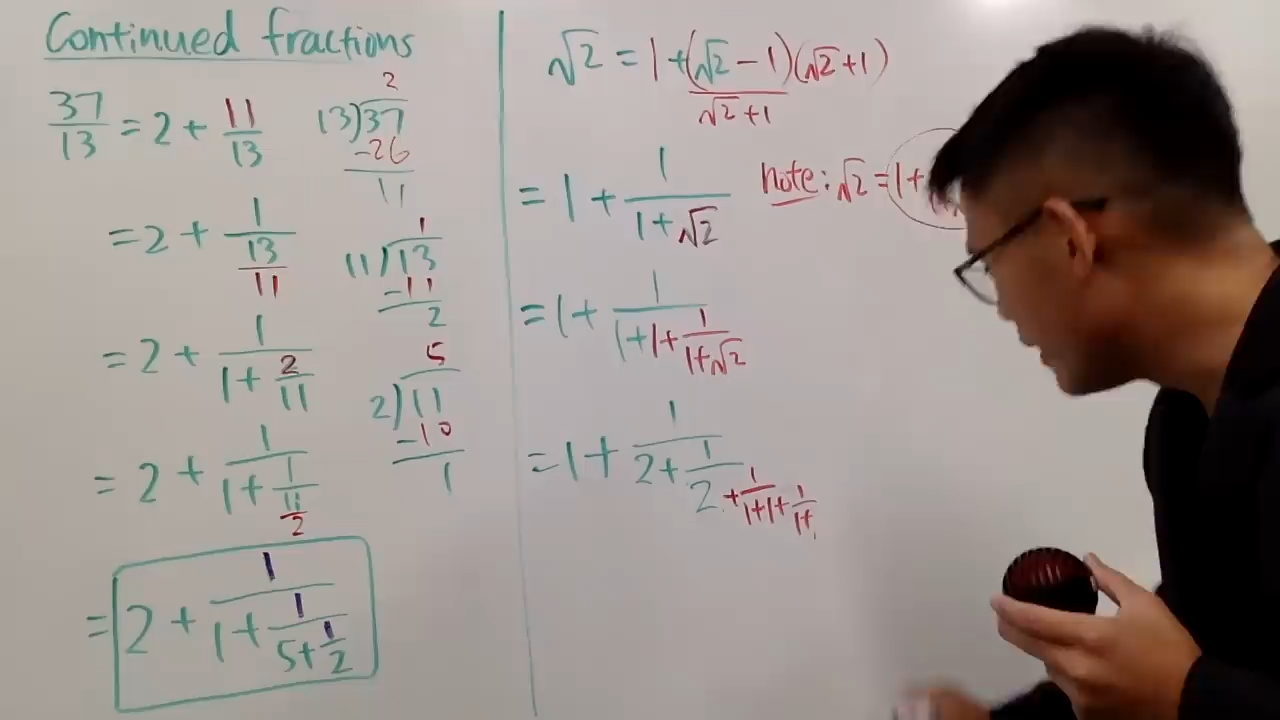 Continued fractions
37/13 = 2 + 11/13
2
13)37
-26
11
= 2 + 1/(13/11)
1
11)13
-11
2
= 2 + 1/(1+ 2/11)
5
2)11
-10
1
= 2 + 1/(1+ 1/(11/2))
= 2 + 1/(1+ 1/(5+ 1/2))
√2 = 1 + (√2 - 1)(√2+1)/(√2+1)
= 1 + 1/(1+√2)
note: √2 = 1+
= 1+ 1/(1+1+ 1/(1+√2))
= 1+ 1/(2+ 1/(2+ 1/(1+1+ 1/(1+